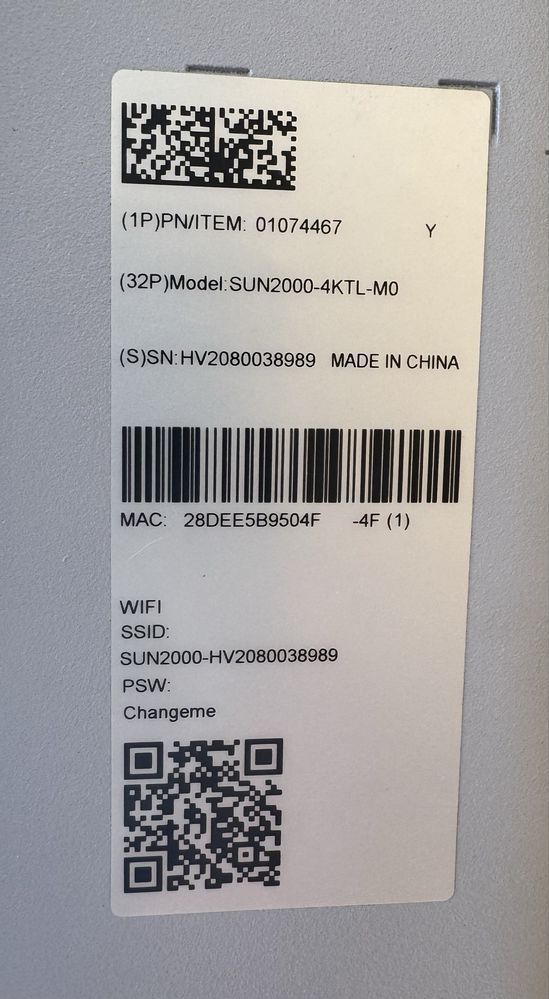 (1P)PN/ITEM: 01074467 Y
(32P)Model:SUN2000-4KTL-M0
(S)SN:HV2080038989 MADE IN CHINA
MAC: 28DEE5B9504F -4F (1)
WIFI
SSID:
SUN2000-HV2080038989
PSW:
Changeme